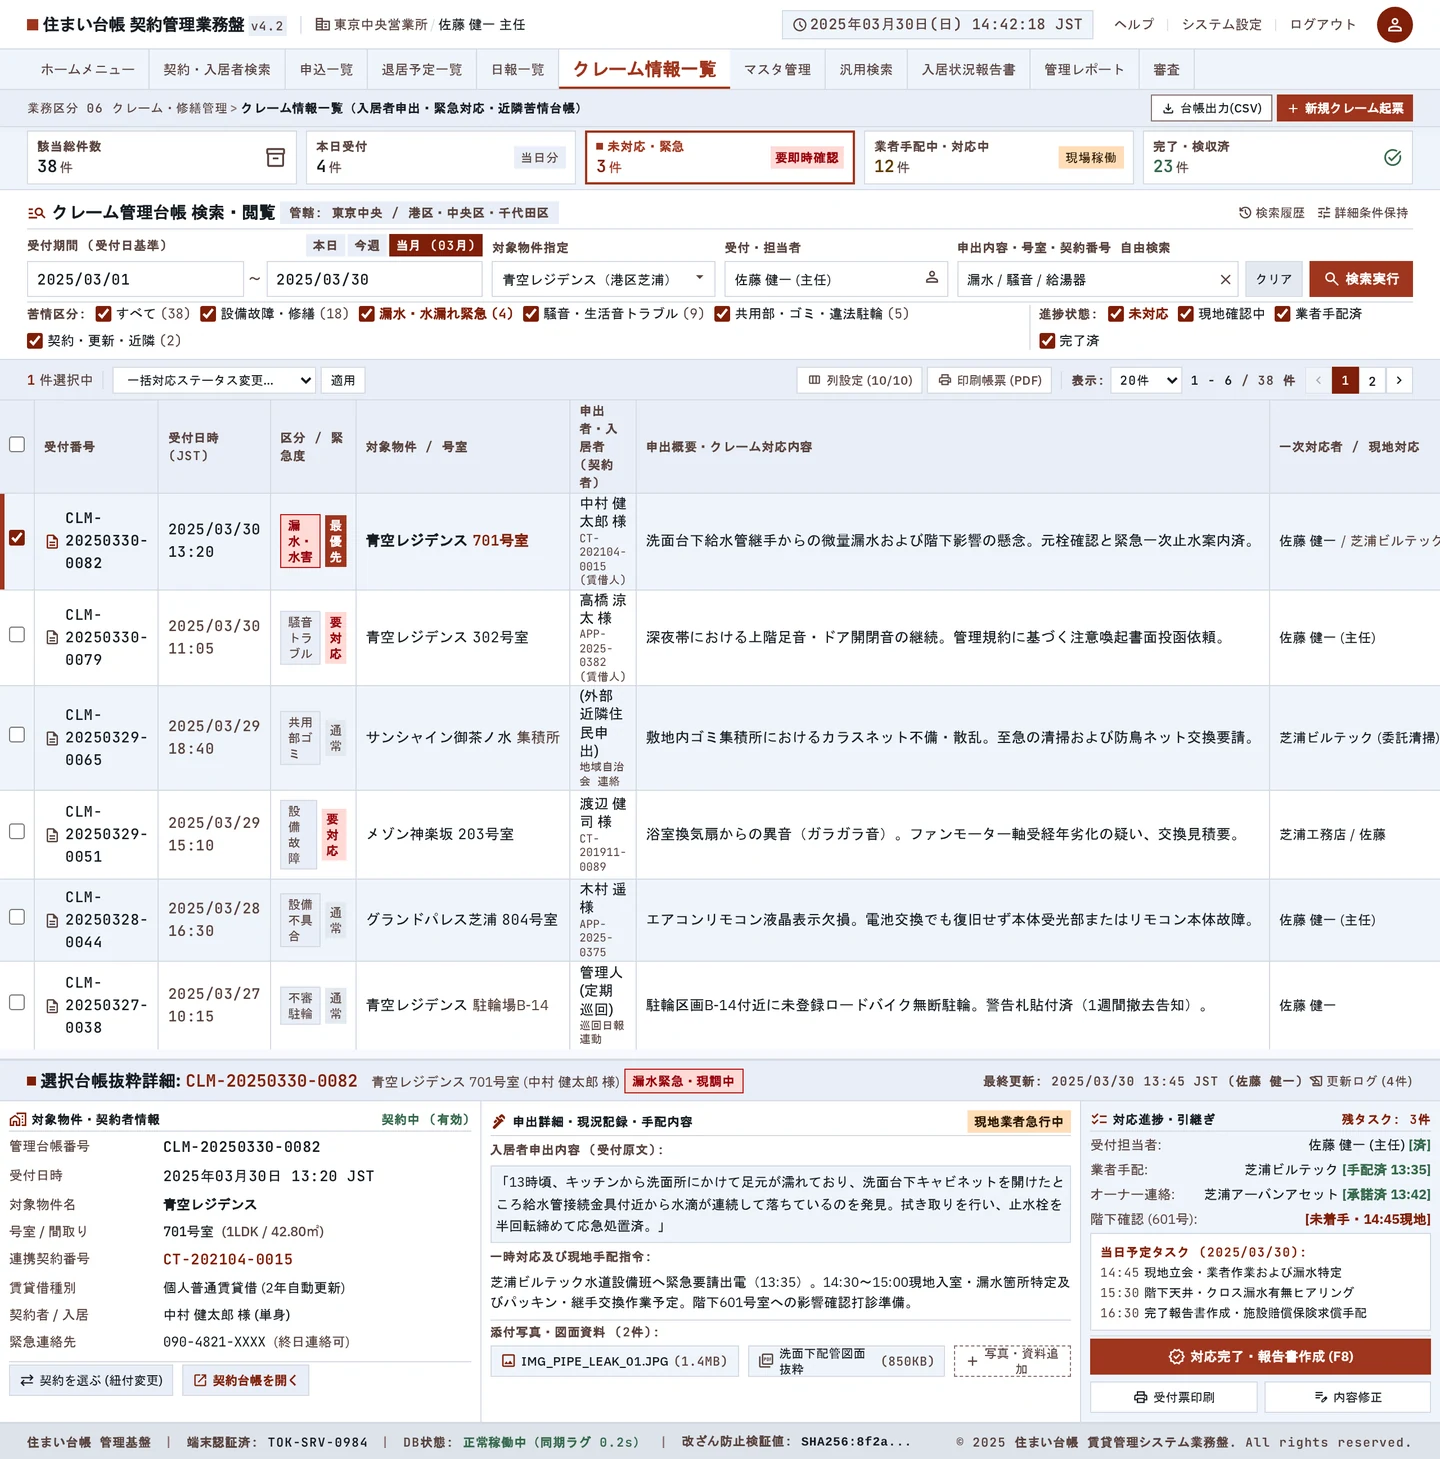 住まい台帳 契約管理業務盤 v4.2
東京中央営業所 / 佐藤 健一 主任
2025年03月30日(日) 14:42:18 JST
ヘルプ | システム設定 | ログアウト
ホームメニュー 契約・入居者検索 申込一覧 退居予定一覧 日報一覧 クレーム情報一覧 マスタ管理 汎用検索 入居状況報告書 管理レポート 審査
業務区分 06 クレーム・修繕管理 > クレーム情報一覧（入居者申出・緊急対応・近隣苦情台帳）
台帳出力(CSV) 新規クレーム起票
該当総件数
38 件
本日受付
4 件
当日分
未対応・緊急
3 件
要即時確認
業者手配中・対応中
12 件
現場稼働
完了・検収済
23 件
クレーム管理台帳 検索・閲覧 管轄: 東京中央 / 港区・中央区・千代田区
検索履歴 詳細条件保持
受付期間 (受付日基準) 本日 今週 当月 (03月)
2025/03/01 ～ 2025/03/30
対象物件指定
青空レジデンス（港区芝浦）
受付・担当者
佐藤 健一 (主任)
申出内容・号室・契約番号 自由検索
漏水 / 騒音 / 給湯器
クリア 検索実行
苦情区分: すべて (38) 設備故障・修繕 (18) 漏水・水漏れ緊急 (4) 騒音・生活音トラブル (9) 共用部・ゴミ・違法駐輪 (5)
契約・更新・近隣 (2)
進捗状態: 未対応 現地確認中 業者手配済
完了済
1 件選択中 一括対応ステータス変更... 適用
列設定 (10/10) 印刷帳票 (PDF) 表示: 20件 1 - 6 / 38 件 1 2
受付番号
受付日時
(JST)
区分 / 緊
急度
対象物件 / 号室
申出
者・入
居者
(契約
者)
申出概要・クレーム対応内容
一次対応者 / 現地対応
CLM-
20250330-
0082
2025/03/30
13:20
漏
水・
水害
最
優
先
青空レジデンス 701号室
中村 健
太郎 様
CT-
202104-
0015
(賃借人)
洗面台下給水管継手からの微量漏水および階下影響の懸念。元栓確認と緊急一次止水案内済。
佐藤 健一 / 芝浦ビルテック
CLM-
20250330-
0079
2025/03/30
11:05
騒音
トラ
ブル
要
対
応
青空レジデンス 302号室
高橋 涼
太 様
APP-
2025-
0382
(賃借人)
深夜帯における上階足音・ドア開閉音の継続。管理規約に基づく注意喚起書面投函依頼。
佐藤 健一 (主任)
CLM-
20250329-
0065
2025/03/29
18:40
共用
部ゴ
ミ
通
常
サンシャイン御茶ノ水 集積所
(外部
近隣住
民申
出)
地域自治
会 連絡
敷地内ゴミ集積所におけるカラスネット不備・散乱。至急の清掃および防鳥ネット交換要請。
芝浦ビルテック (委託清掃)
CLM-
20250329-
0051
2025/03/29
15:10
設
備
故
障
要
対
応
メゾン神楽坂 203号室
渡辺 健
司 様
CT-
201911-
0089
浴室換気扇からの異音（ガラガラ音）。ファンモーター軸受経年劣化の疑い、交換見積要。
芝浦工務店 / 佐藤
CLM-
20250328-
0044
2025/03/28
16:30
設備
不具
合
通
常
グランドパレス芝浦 804号室
木村 遥
様
APP-
2025-
0375
エアコンリモコン液晶表示欠損。電池交換でも復旧せず本体受光部またはリモコン本体故障。
佐藤 健一 (主任)
CLM-
20250327-
0038
2025/03/27
10:15
不審
駐輪
通
常
青空レジデンス 駐輪場B-14
管理人
(定期
巡回)
巡回日報
連動
駐輪区画B-14付近に未登録ロードバイク無断駐輪。警告札貼付済（1週間撤去告知）。
佐藤 健一
選択台帳抜粋詳細: CLM-20250330-0082 青空レジデンス 701号室 (中村 健太郎 様) 漏水緊急・現調中
最終更新: 2025/03/30 13:45 JST (佐藤 健一) 更新ログ (4件)
対象物件・契約者情報 契約中 (有効)
管理台帳番号 CLM-20250330-0082
受付日時 2025年03月30日 13:20 JST
対象物件名 青空レジデンス
号室 / 間取り 701号室 (1LDK / 42.80㎡)
連携契約番号 CT-202104-0015
賃貸借種別 個人普通賃貸借 (2年自動更新)
契約者 / 入居 中村 健太郎 様 (単身)
緊急連絡先 090-4821-XXXX (終日連絡可)
契約を選ぶ (紐付変更) 契約台帳を開く
申出詳細・現況記録・手配内容 現地業者急行中
入居者申出内容 (受付原文):
「13時頃、キッチンから洗面所にかけて足元が濡れており、洗面台下キャビネットを開けたと
ころ給水管接続金具付近から水滴が連続して落ちているのを発見。拭き取りを行い、止水栓を
半回転締めて応急処置済。」
一時対応及び現地手配指令:
芝浦ビルテック水道設備班へ緊急要請出電（13:35）。14:30〜15:00現地入室・漏水箇所特定及
びパッキン・継手交換作業予定。階下601号室への影響確認打診準備。
添付写真・図面資料 (2件):
IMG_PIPE_LEAK_01.JPG (1.4MB)
洗面下配管図面
抜粋
(850KB)
写真・資料追
加
対応進捗・引継ぎ 残タスク: 3件
受付担当者: 佐藤 健一 (主任) [済]
業者手配: 芝浦ビルテック [手配済 13:35]
オーナー連絡: 芝浦アーバンアセット [承諾済 13:42]
階下確認 (601号): [未着手・14:45現地]
当日予定タスク (2025/03/30):
14:45 現地立会・業者作業および漏水特定
15:30 階下天井・クロス漏水有無ヒアリング
16:30 完了報告書作成・施設賠償保険求償手配
対応完了・報告書作成 (F8)
受付票印刷 内容修正
住まい台帳 管理基盤 | 端末認証済: TOK-SRV-0984 | DB状態: 正常稼働中 (同期ラグ 0.2s) | 改ざん防止検証値: SHA256:8f2a...
© 2025 住まい台帳 賃貸管理システム業務盤. All rights reserved.